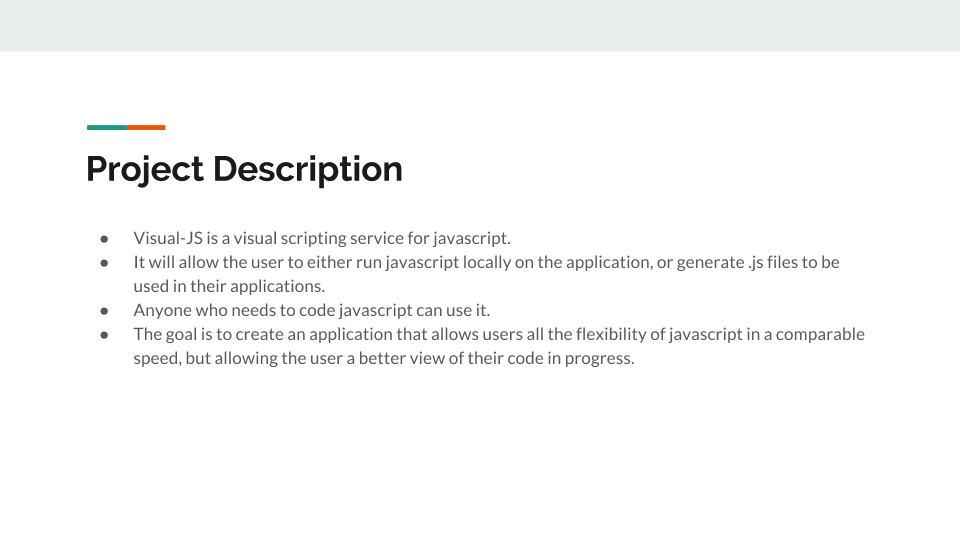 Project Description
● Visual-JS is a visual scripting service for javascript.
● It will allow the user to either run javascript locally on the application, or generate .js files to be
used in their applications.
● Anyone who needs to code javascript can use it.
● The goal is to create an application that allows users all the flexibility of javascript in a comparable
speed, but allowing the user a better view of their code in progress.